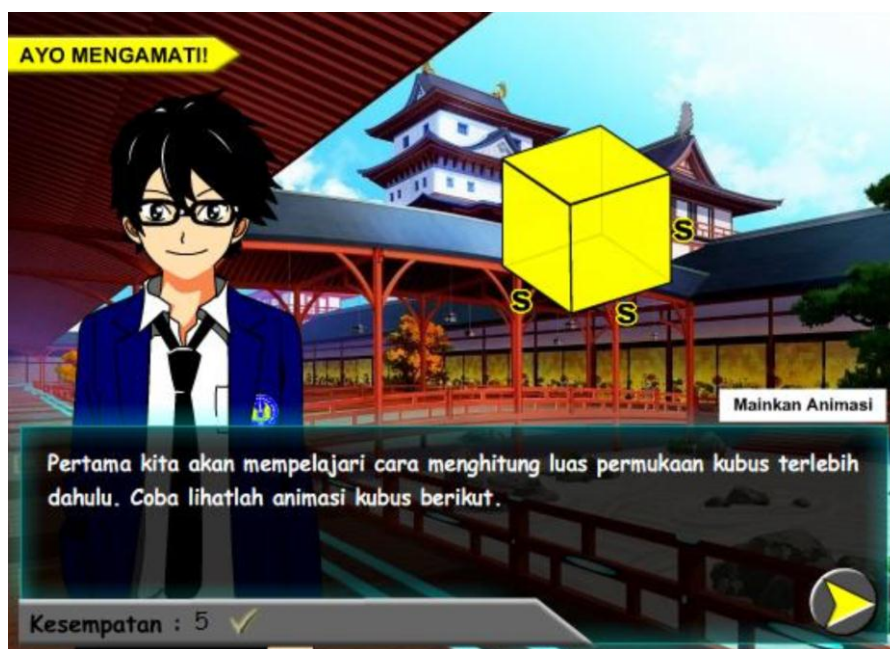 AYO MENGAMATI!
S
S
S
Mainkan Animasi
Pertama kita akan mempelajari cara menghitung luas permukaan kubus terlebih
dahulu. Coba lihatlah animasi kubus berikut.
Kesempatan : 5